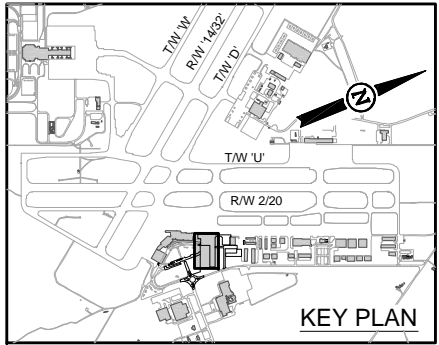 T/W 'W'
R/W '14/32'
T/W 'D'
N
T/W 'U'
R/W 2/20
KEY PLAN